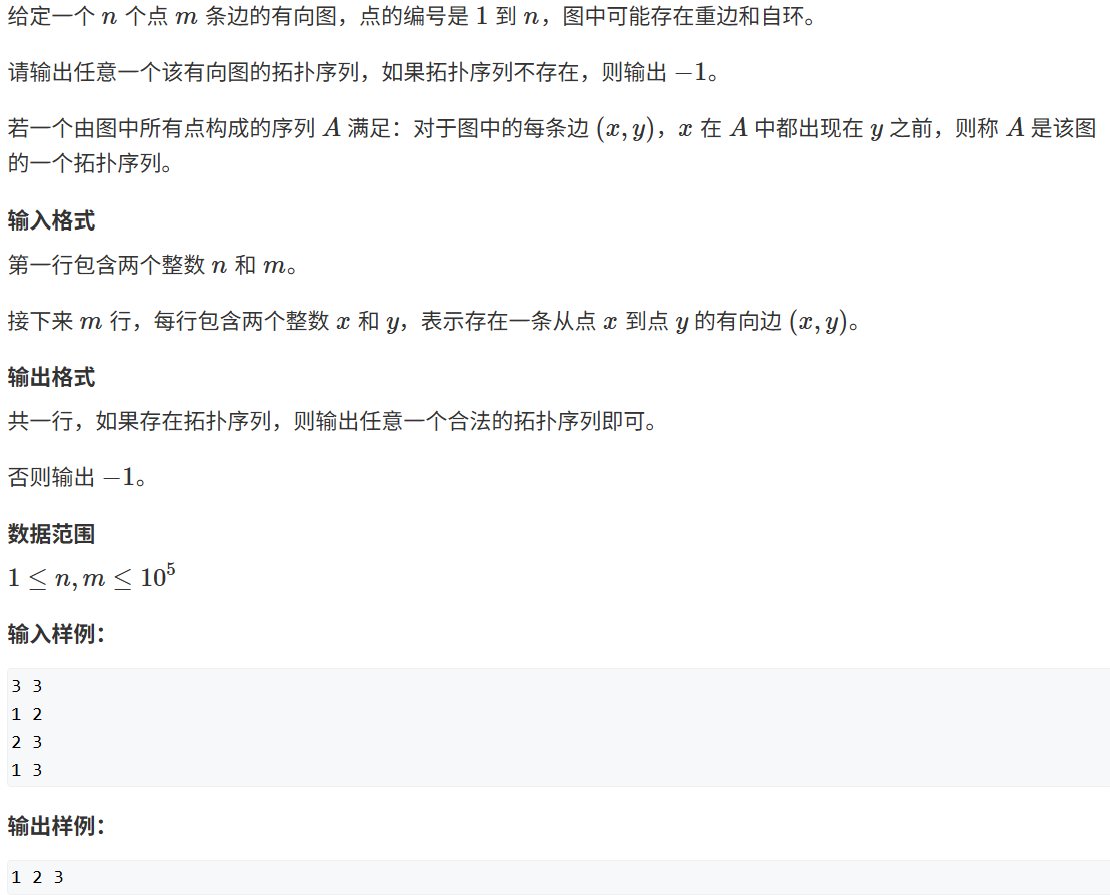 给定一个 n 个点 m 条边的有向图，点的编号是 1 到 n，图中可能存在重边和自环。
请输出任意一个该有向图的拓扑序列，如果拓扑序列不存在，则输出 −1。
若一个由图中所有点构成的序列 A 满足：对于图中的每条边 (x, y)，x 在 A 中都出现在 y 之前，则称 A 是该图
的一个拓扑序列。
输入格式
第一行包含两个整数 n 和 m。
接下来 m 行，每行包含两个整数 x 和 y，表示存在一条从点 x 到点 y 的有向边 (x, y)。
输出格式
共一行，如果存在拓扑序列，则输出任意一个合法的拓扑序列即可。
否则输出 −1。
数据范围
1 ≤ n, m ≤ 10⁵
输入样例：
3 3
1 2
2 3
1 3
输出样例：
1 2 3